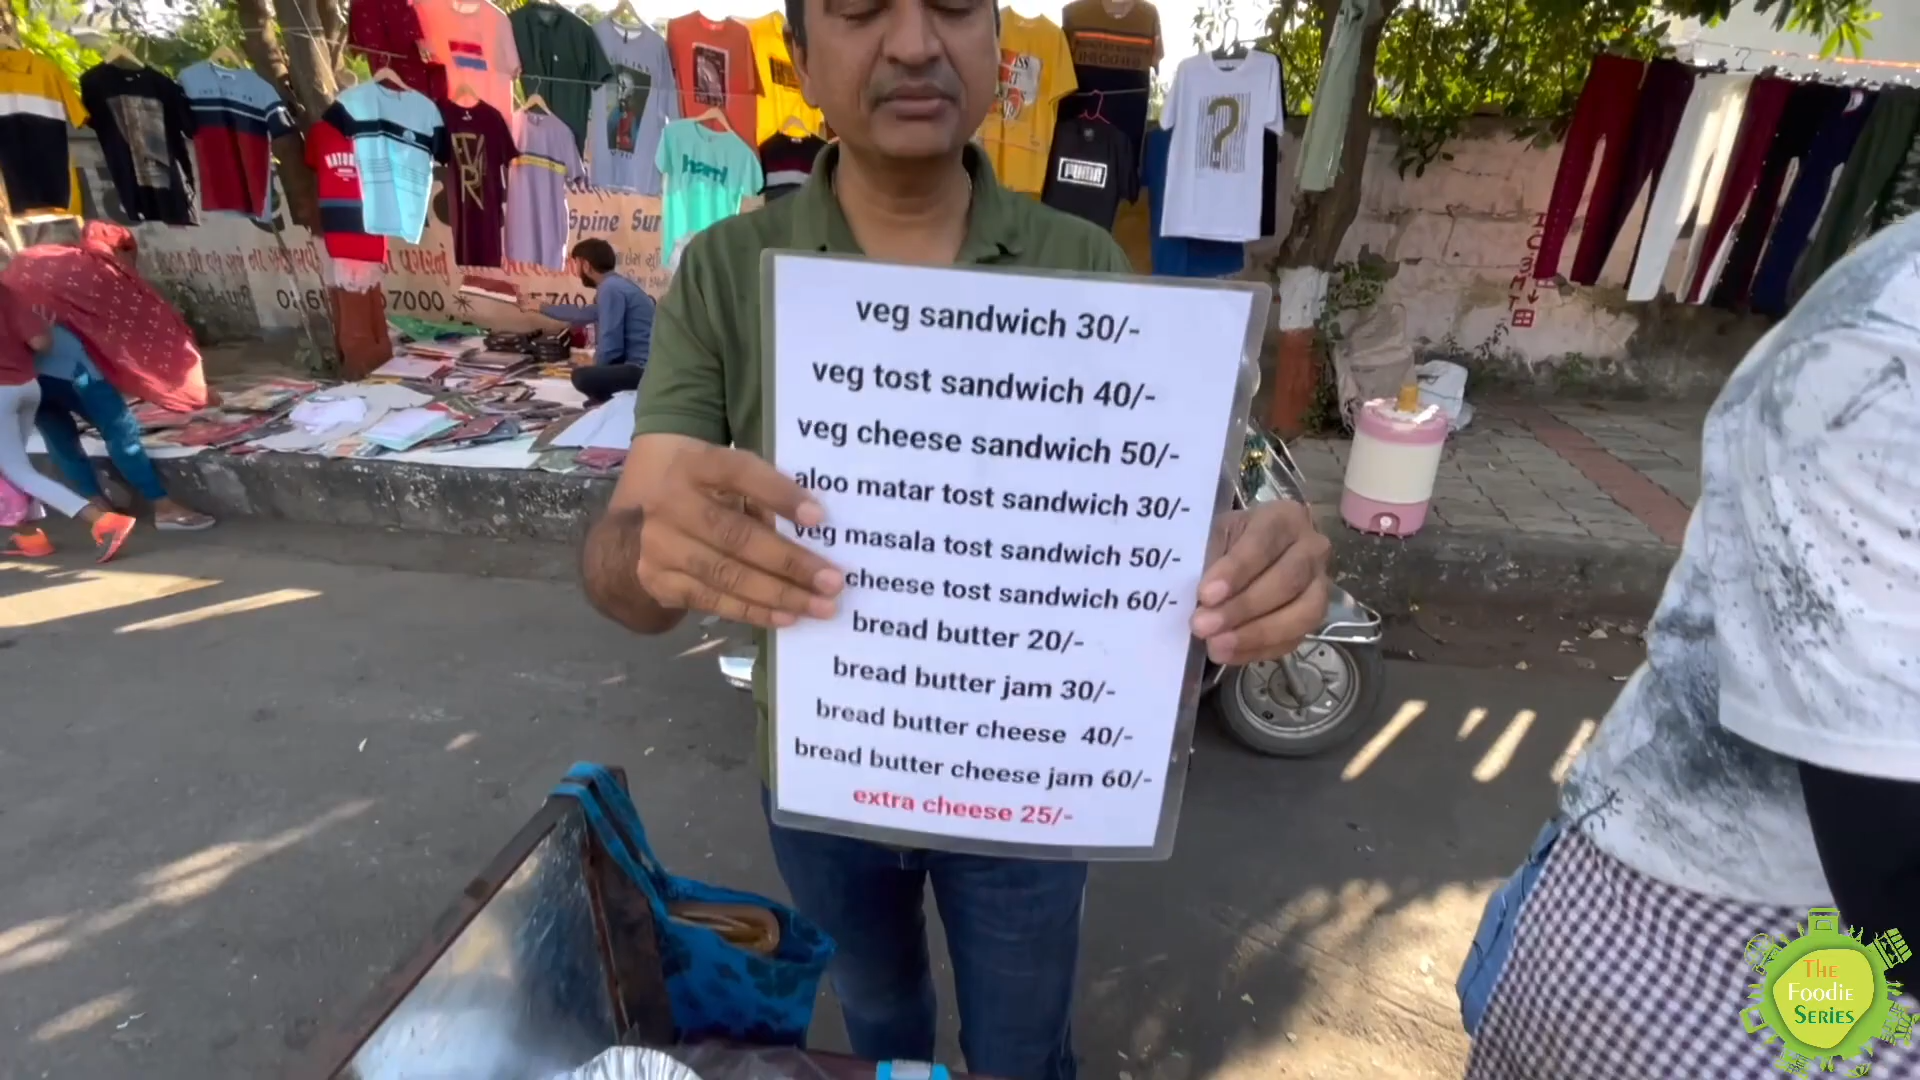 veg sandwich 30/-
veg tost sandwich 40/-
veg cheese sandwich 50/-
aloo matar tost sandwich 30/-
veg masala tost sandwich 50/-
cheese tost sandwich 60/-
bread butter 20/-
bread butter jam 30/-
bread butter cheese 40/-
bread butter cheese jam 60/-
extra cheese 25/-
Spine Sur
7000
PUMA
?
THE
FOODIE
SERIES